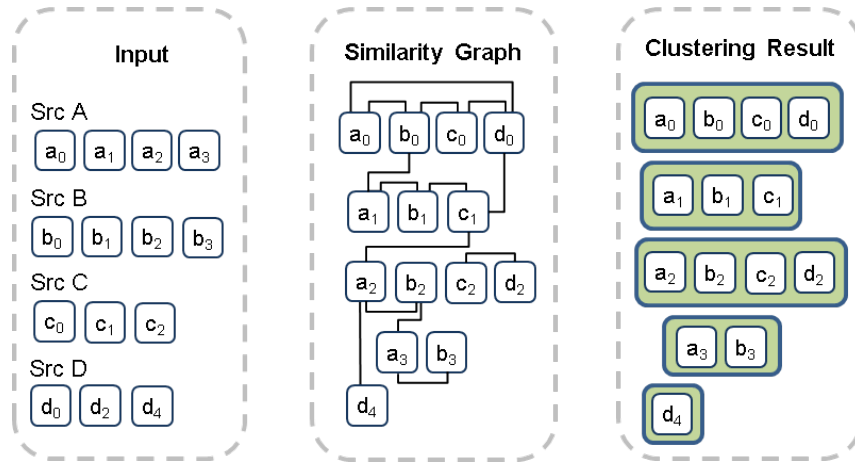 Input
Src A
a0 a1 a2 a3
Src B
b0 b1 b2 b3
Src C
c0 c1 c2
Src D
d0 d2 d4
Similarity Graph
a0 b0 c0 d0
a1 b1 c1
a2 b2 c2 d2
a3 b3
d4
Clustering Result
a0 b0 c0 d0
a1 b1 c1
a2 b2 c2 d2
a3 b3
d4